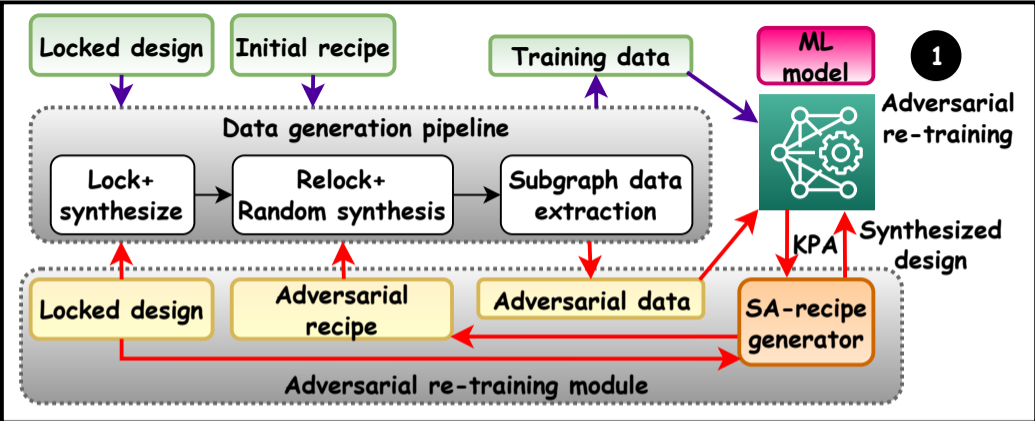 Locked design
Initial recipe
Training data
ML
model
1
Adversarial
re-training
Data generation pipeline
Lock+
synthesize
Relock+
Random synthesis
Subgraph data
extraction
KPA
Synthesized
design
Locked design
Adversarial
recipe
Adversarial data
SA-recipe
generator
Adversarial re-training module